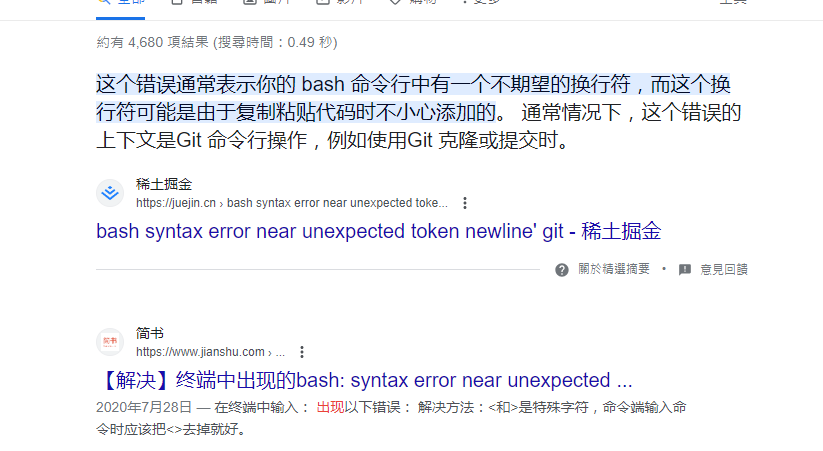 全部
購物
更多
工具
約有 4,680 項結果 (搜尋時間：0.49 秒)
这个错误通常表示你的 bash 命令行中有一个不期望的换行符，而这个换
行符可能是由于复制粘贴代码时不小心添加的。 通常情况下，这个错误的
上下文是Git 命令行操作，例如使用Git 克隆或提交时。
稀土掘金
https://juejin.cn › bash syntax error near unexpected toke...
bash syntax error near unexpected token newline' git - 稀土掘金
關於精選摘要 • 意見回饋
简书
简书
https://www.jianshu.com › ...
【解决】终端中出现的bash: syntax error near unexpected ...
2020年7月28日 — 在终端中输入： 出现以下错误： 解决方法：<和>是特殊字符，命令端输入命
令时应该把<>去掉就好。